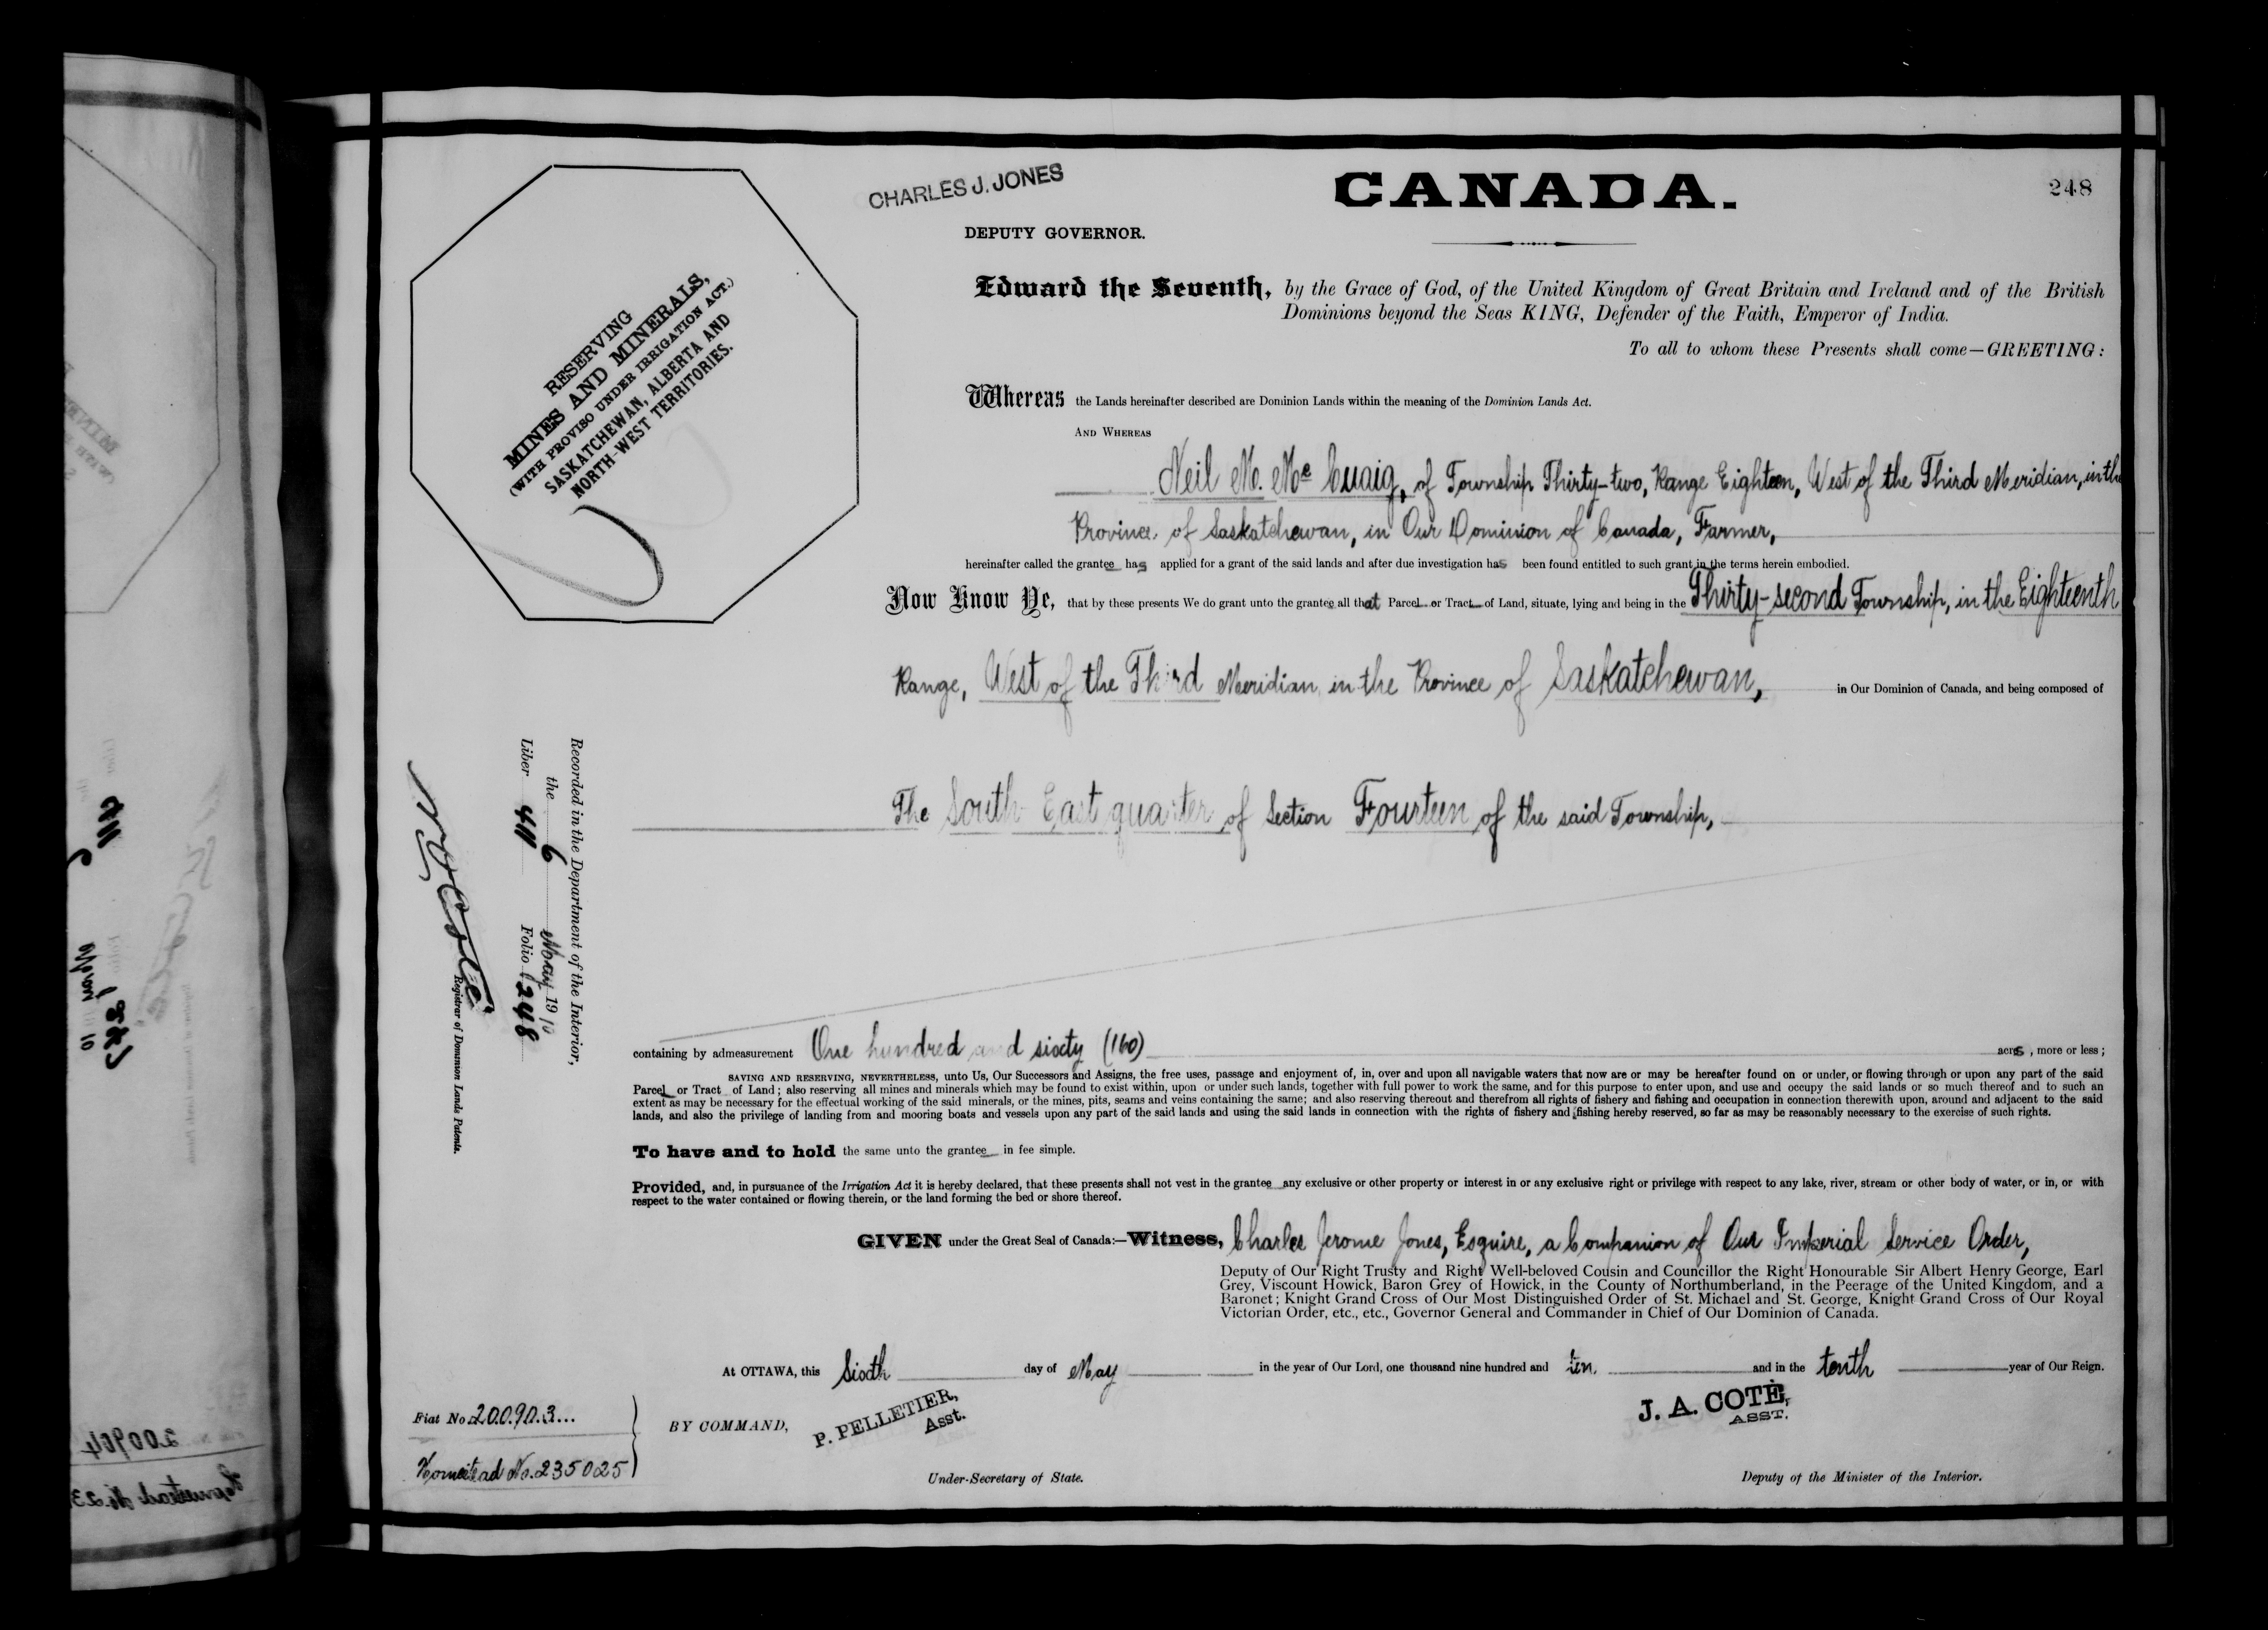 CHARLES J. JONES
CANADA.
248
DEPUTY GOVERNOR.
Edward the Seventh, by the Grace of God, of the United Kingdom of Great Britain and Ireland and of the British
Dominions beyond the Seas KING, Defender of the Faith, Emperor of India.
To all to whom these Presents shall come—GREETING:
RESERVING
MINES AND MINERALS,
(WITH PROVISO UNDER IRRIGATION ACT.)
SASKATCHEWAN, ALBERTA AND
NORTH-WEST TERRITORIES.
Whereas the Lands hereinafter described are Dominion Lands within the meaning of the Dominion Lands Act.
AND WHEREAS
Neil M. Mc Cuaig, of Township Thirty-two, Range Eighteen, West of the Third Meridian, in the
Province of Saskatchewan, in Our Dominion of Canada, Farmer,
hereinafter called the grantee has applied for a grant of the said lands and after due investigation has been found entitled to such grant in the terms herein embodied.
Now Know Ye, that by these presents We do grant unto the grantee all that Parcel or Tract of Land, situate, lying and being in the Thirty-second Township, in the Eighteenth
Range, West of the Third Meridian, in the Province of Saskatchewan, in Our Dominion of Canada, and being composed of
The South East quarter of Section Fourteen of the said Township,
Recorded in the Department of the Interior,
the 6 May 1910
Liber 411 Folio 248
Registrar of Dominion Lands Patents.
containing by admeasurement One hundred and sixty (160) acres, more or less;
SAVING AND RESERVING, NEVERTHELESS, unto Us, Our Successors and Assigns, the free uses, passage and enjoyment of, in, over and upon all navigable waters that now are or may be hereafter found on or under, or flowing through or upon any part of the said
Parcel or Tract of Land; also reserving all mines and minerals which may be found to exist within, upon or under such lands, together with full power to work the same, and for this purpose to enter upon, and use and occupy the said lands or so much thereof and to such an
extent as may be necessary for the effectual working of the said minerals, or the mines, pits, seams and veins containing the same; and also reserving thereout and therefrom all rights of fishery and fishing and occupation in connection therewith upon, around and adjacent to the said
lands, and also the privilege of landing from and mooring boats and vessels upon any part of the said lands and using the said lands in connection with the rights of fishery and fishing hereby reserved, so far as may be reasonably necessary to the exercise of such rights.
To have and to hold the same unto the grantee in fee simple.
Provided, and, in pursuance of the Irrigation Act it is hereby declared, that these presents shall not vest in the grantee any exclusive or other property or interest in or any exclusive right or privilege with respect to any lake, river, stream or other body of water, or in, or with
respect to the water contained or flowing therein, or the land forming the bed or shore thereof.
GIVEN under the Great Seal of Canada:—Witness, Charles Jerome Jones, Esquire, a Companion of Our Imperial Service Order,
Deputy of Our Right Trusty and Right Well-beloved Cousin and Councillor the Right Honourable Sir Albert Henry George, Earl
Grey, Viscount Howick, Baron Grey of Howick, in the County of Northumberland, in the Peerage of the United Kingdom, and a
Baronet; Knight Grand Cross of Our Most Distinguished Order of St. Michael and St. George, Knight Grand Cross of Our Royal
Victorian Order, etc., etc., Governor General and Commander in Chief of Our Dominion of Canada.
At OTTAWA, this Sixth day of May in the year of Our Lord, one thousand nine hundred and ten. and in the tenth year of Our Reign.
Fiat No. 200903
Homestead No. 235025
BY COMMAND,
P. PELLETIER,
Asst.
J. A. COTÉ,
ASST.
Under-Secretary of State.
Deputy of the Minister of the Interior.